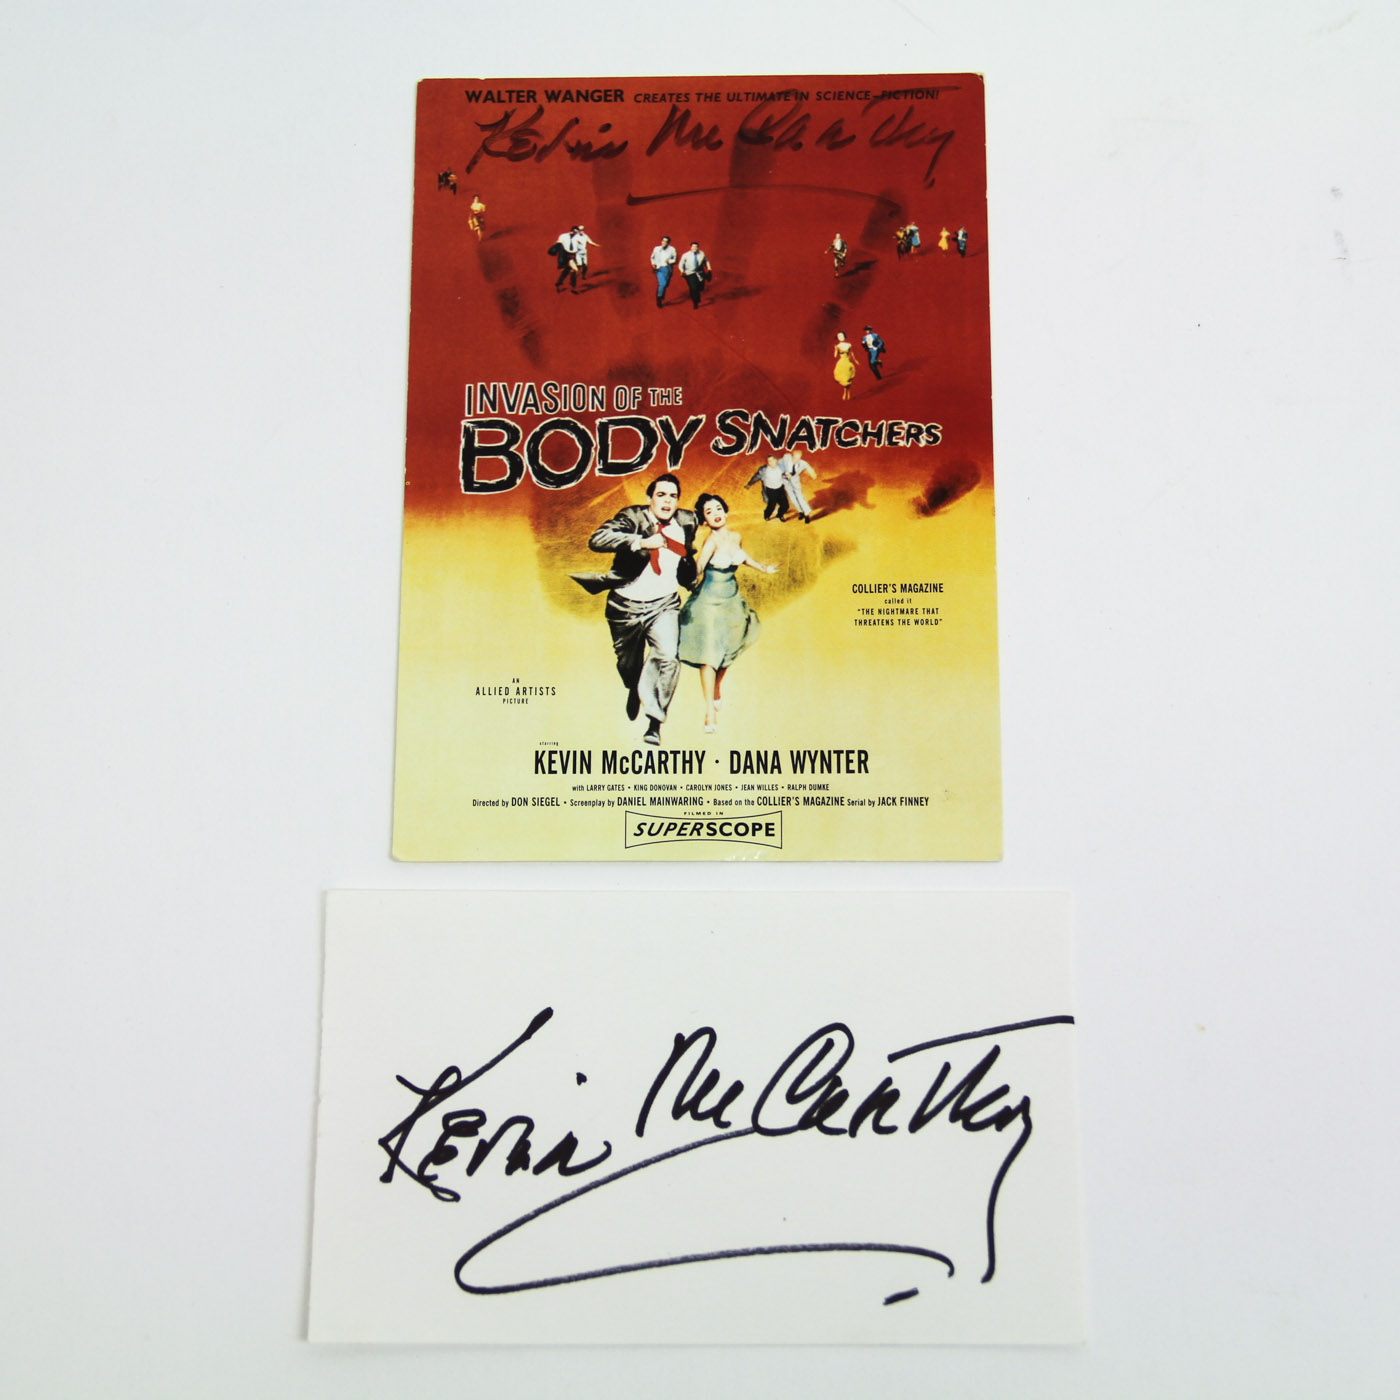 WALTER WANGER CREATES THE ULTIMATE IN SCIENCE-FICTION!
Kevin McCarthy
INVASION OF THE
BODY SNATCHERS
COLLIER'S MAGAZINE
called it
"THE NIGHTMARE THAT
THREATENS THE WORLD"
AN
ALLIED ARTISTS
PICTURE
starring
KEVIN McCARTHY · DANA WYNTER
with LARRY GATES • KING DONOVAN • CAROLYN JONES • JEAN WILLES • RALPH DUMKE
Directed by DON SIEGEL • Screenplay by DANIEL MAINWARING • Based on the COLLIER'S MAGAZINE Serial by JACK FINNEY
FILMED IN
SUPERSCOPE
Kevin McCarthy